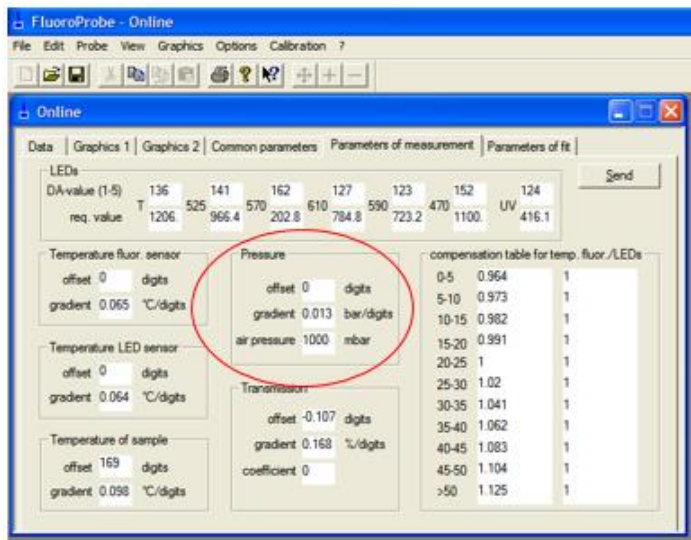 FluoroProbe - Online
File Edit Probe View Graphics Options Calibration ?
Online
Data Graphics 1 Graphics 2 Common parameters Parameters of measurement Parameters of fit
LEDs
DA-value (1-5) 136 141 162 127 123 152 124
T 525 570 610 590 470 UV
req. value 1206. 966.4 202.8 784.8 723.2 1100. 416.1
Send
Temperature fluor. sensor
offset 0 digits
gradient 0.065 °C/digits
Temperature LED sensor
offset 0 digits
gradient 0.064 °C/digits
Temperature of sample
offset 169 digits
gradient 0.098 °C/digits
Pressure
offset 0 digits
gradient 0.013 bar/digits
air pressure 1000 mbar
Transmission
offset -0.107 digits
gradient 0.168 %/digits
coefficient 0
compensation table for temp. fluor./LEDs
0-5 0.964 1
5-10 0.973 1
10-15 0.982 1
15-20 0.991 1
20-25 1 1
25-30 1.02 1
30-35 1.041 1
35-40 1.062 1
40-45 1.083 1
45-50 1.104 1
>50 1.125 1